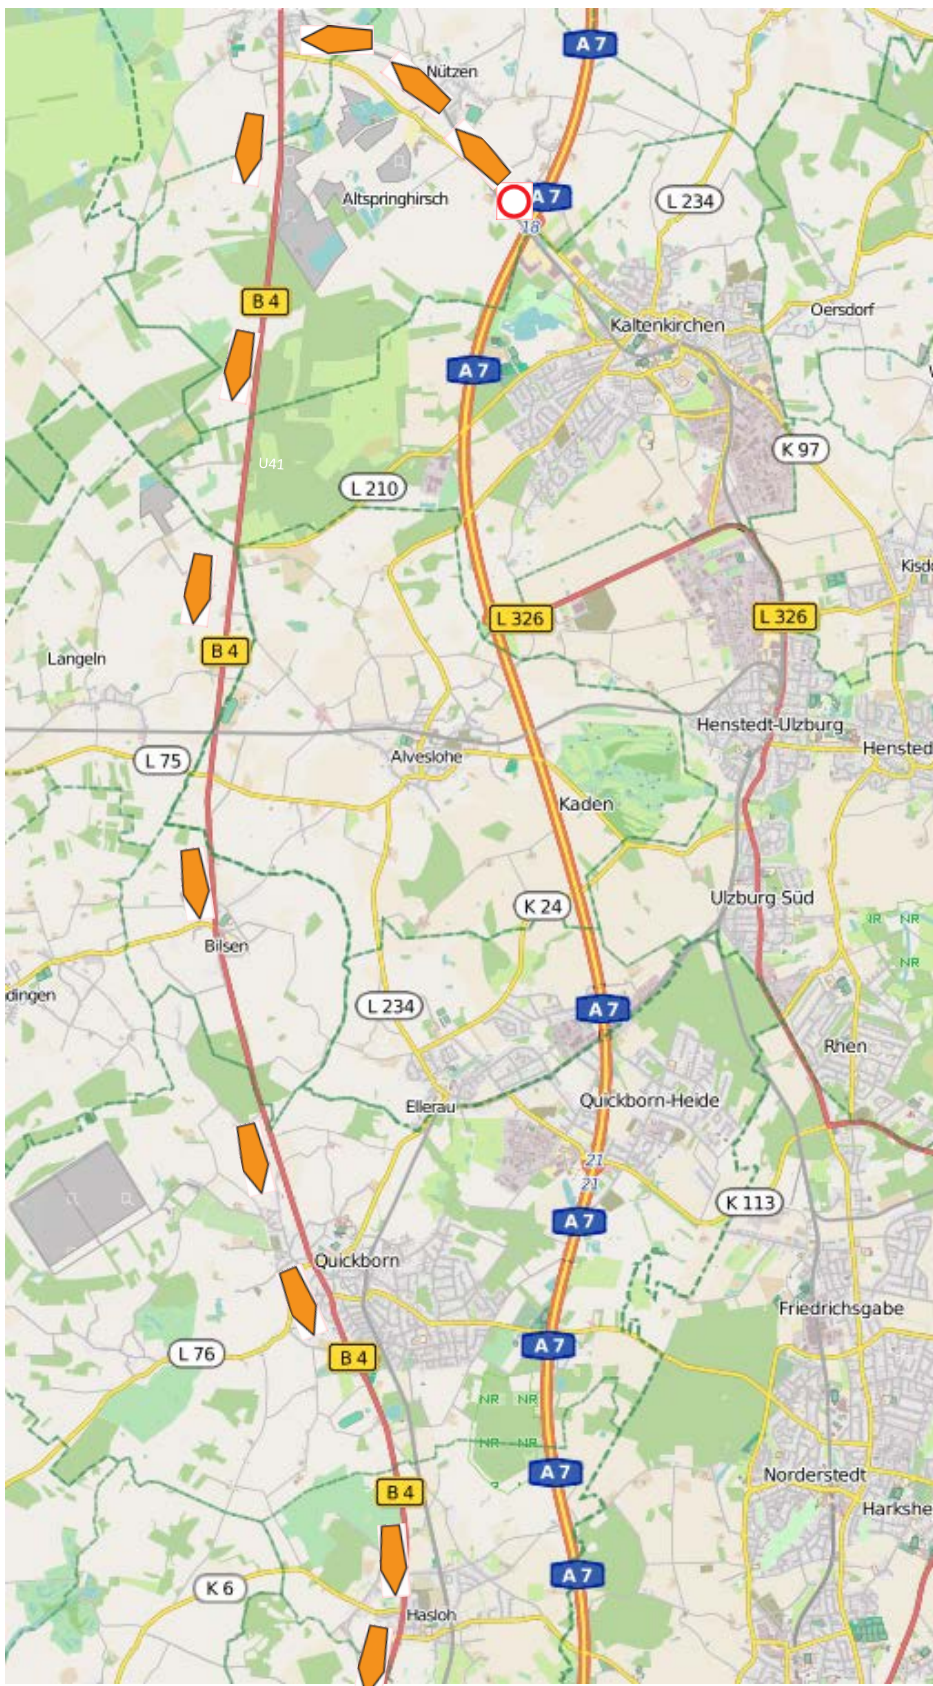 A 7
Nützen
Altspringhirsch
A 7
L 234
18
B 4
Oersdorf
Kaltenkirchen
A 7
K 97
U41
L 210
Kisd
L 326
L 326
B 4
Langeln
Henstedt-Ulzburg
Hensted
L 75
Alveslohe
Kaden
Ulzburg Süd
K 24
NR
NR
Bilsen
NR
dingen
L 234
A 7
Rhen
Ellerau
Quickborn-Heide
21
21
K 113
A 7
Quickborn
Friedrichsgabe
L 76
B 4
A 7
NR
NR
NR
NR
A 7
Norderstedt
B 4
Harkshe
K 6
A 7
Hasloh